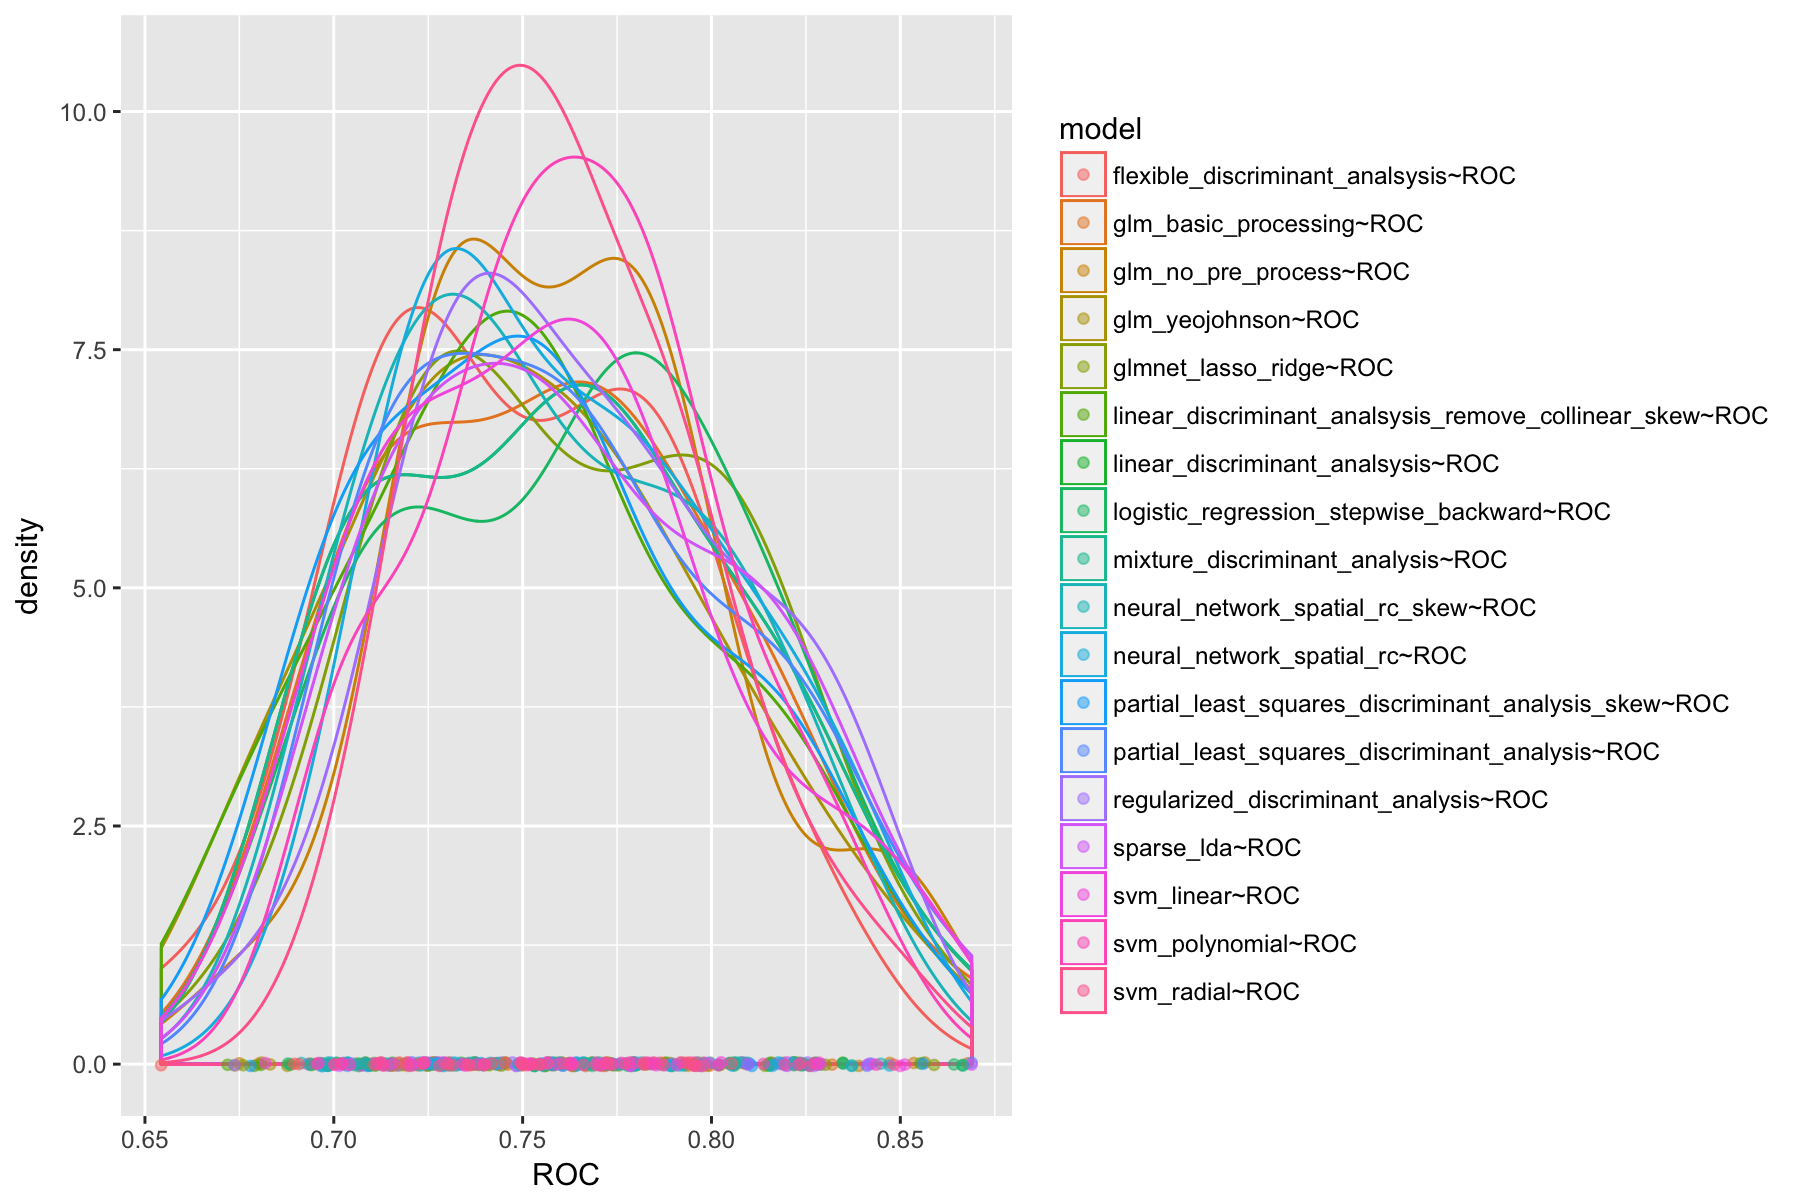 10.0
7.5
5.0
2.5
0.0
density
0.65 0.70 0.75 0.80 0.85
ROC
model
flexible_discriminant_analsysis~ROC
glm_basic_processing~ROC
glm_no_pre_process~ROC
glm_yeojohnson~ROC
glmnet_lasso_ridge~ROC
linear_discriminant_analsysis_remove_collinear_skew~ROC
linear_discriminant_analsysis~ROC
logistic_regression_stepwise_backward~ROC
mixture_discriminant_analysis~ROC
neural_network_spatial_rc_skew~ROC
neural_network_spatial_rc~ROC
partial_least_squares_discriminant_analysis_skew~ROC
partial_least_squares_discriminant_analysis~ROC
regularized_discriminant_analysis~ROC
sparse_lda~ROC
svm_linear~ROC
svm_polynomial~ROC
svm_radial~ROC